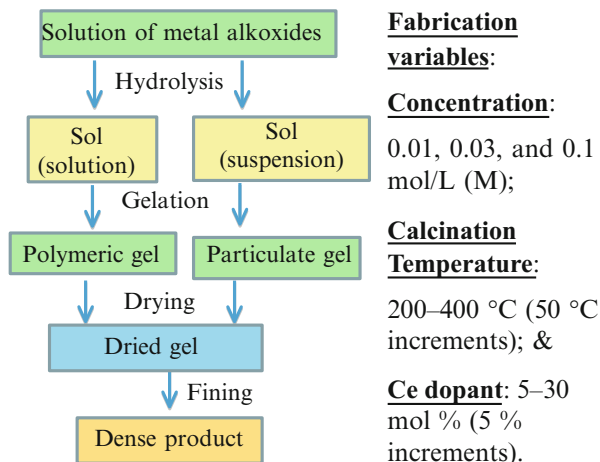 Solution of metal alkoxides
Hydrolysis
Sol
(solution)
Sol
(suspension)
Gelation
Polymeric gel
Particulate gel
Drying
Dried gel
Fining
Dense product
Fabrication
variables:
Concentration:
0.01, 0.03, and 0.1
mol/L (M);
Calcination
Temperature:
200–400 °C (50 °C
increments); &
Ce dopant: 5–30
mol % (5 %
increments).